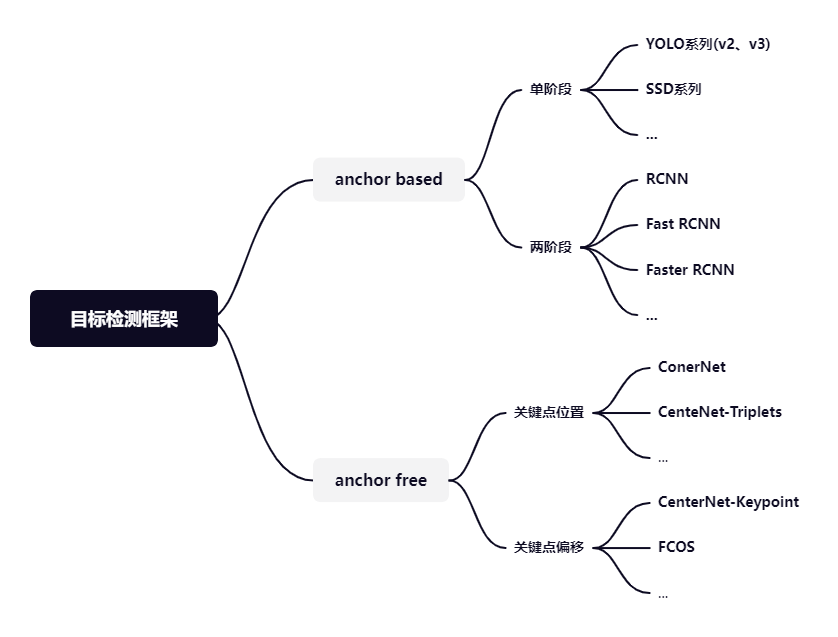 目标检测框架
anchor based
单阶段
YOLO系列(v2、v3)
SSD系列
...
两阶段
RCNN
Fast RCNN
Faster RCNN
...
anchor free
关键点位置
ConerNet
CenteNet-Triplets
...
关键点偏移
CenterNet-Keypoint
FCOS
...